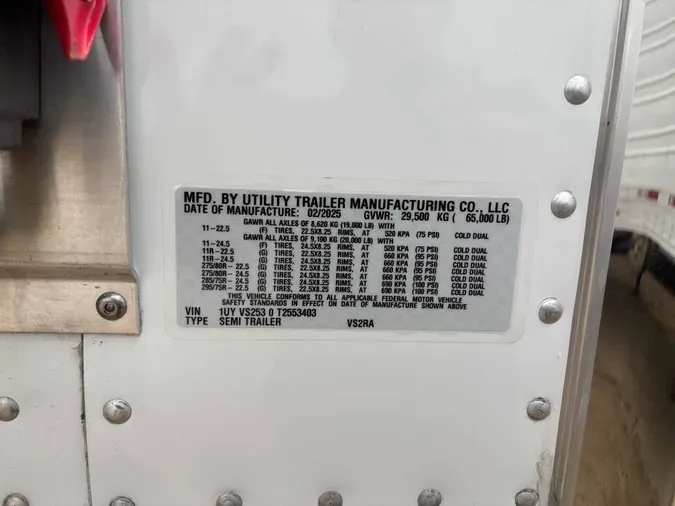 MFD. BY UTILITY TRAILER MANUFACTURING CO., LLC
DATE OF MANUFACTURE: 02/2025 GVWR: 29,500 KG ( 65,000 LB)
GAWR ALL AXLES OF 8,620 KG (19,000 LB) WITH
11-22.5 (F) TIRES, 22.5X8.25 RIMS, AT 520 KPA (75 PSI) COLD DUAL
GAWR ALL AXLES OF 9,100 KG (20,000 LB) WITH
11-24.5 (F) TIRES, 24.5X8.25 RIMS, AT 520 KPA (75 PSI) COLD DUAL
11R-22.5 (G) TIRES, 22.5X8.25 RIMS, AT 660 KPA (95 PSI) COLD DUAL
11R-24.5 (G) TIRES, 24.5X8.25 RIMS, AT 660 KPA (95 PSI) COLD DUAL
275/80R-22.5 (G) TIRES, 22.5X8.25 RIMS, AT 660 KPA (95 PSI) COLD DUAL
275/80R-24.5 (G) TIRES, 24.5X8.25 RIMS, AT 660 KPA (95 PSI) COLD DUAL
285/75R-24.5 (G) TIRES, 24.5X8.25 RIMS, AT 690 KPA (100 PSI) COLD DUAL
295/75R-22.5 (G) TIRES, 22.5X8.25 RIMS, AT 690 KPA (100 PSI) COLD DUAL
THIS VEHICLE CONFORMS TO ALL APPLICABLE FEDERAL MOTOR VEHICLE
SAFETY STANDARDS IN EFFECT ON DATE OF MANUFACTURE SHOWN ABOVE
VIN 1UY VS253 0 T2553403
TYPE SEMI TRAILER VS2RA